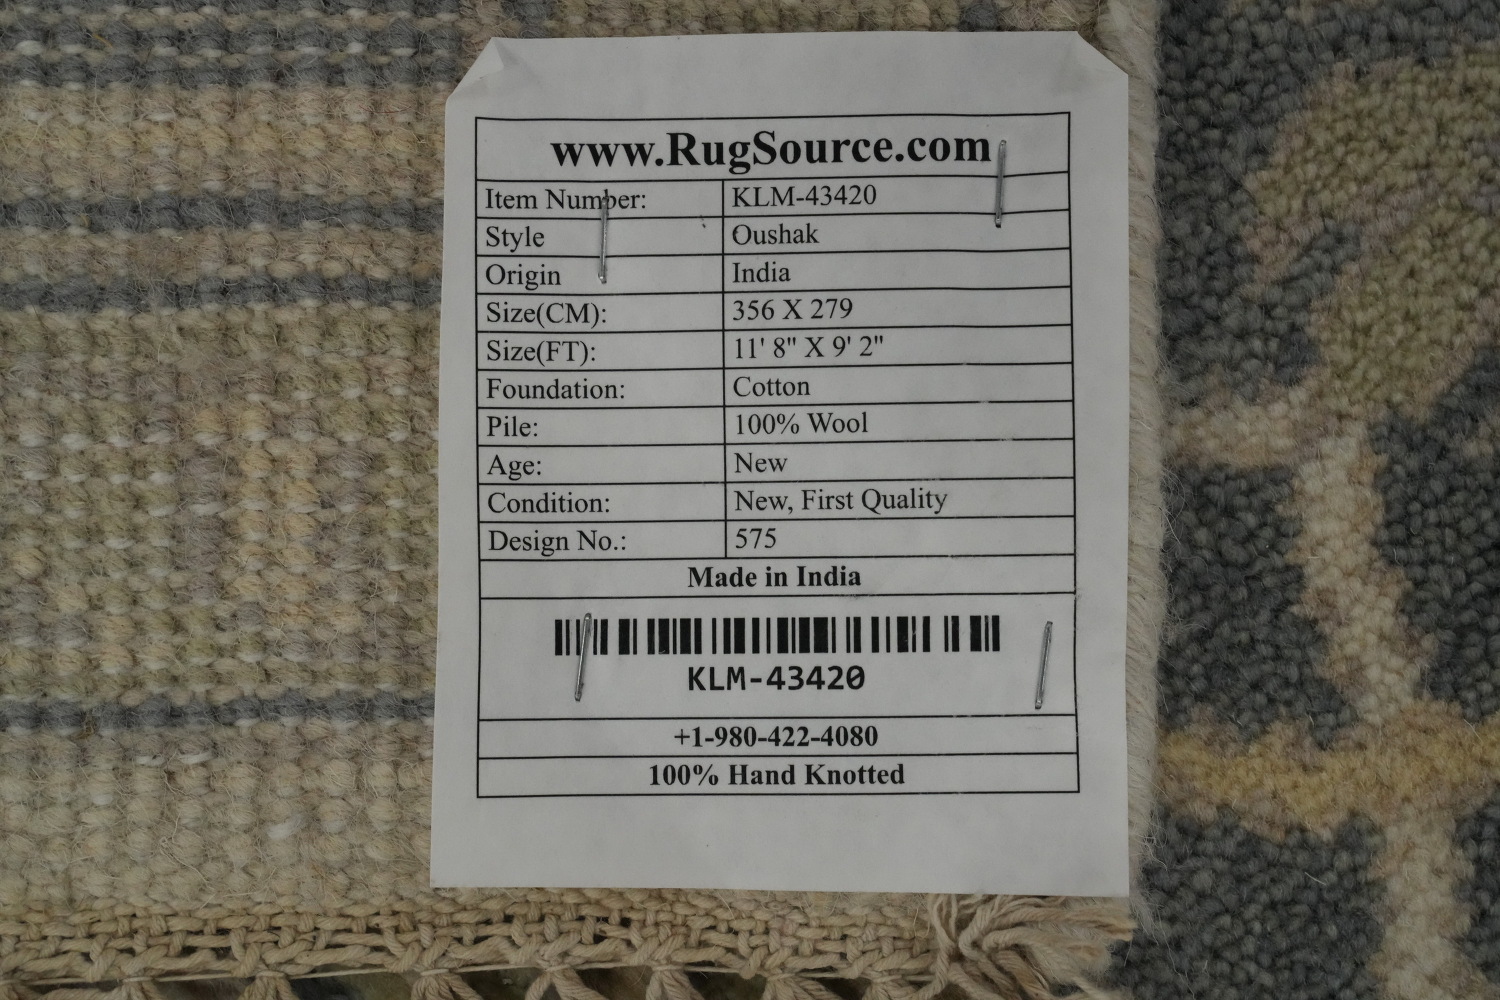 www.RugSource.com
Item Number: KLM-43420
Style Oushak
Origin India
Size(CM): 356 X 279
Size(FT): 11' 8" X 9' 2"
Foundation: Cotton
Pile: 100% Wool
Age: New
Condition: New, First Quality
Design No.: 575
Made in India
KLM-43420
+1-980-422-4080
100% Hand Knotted